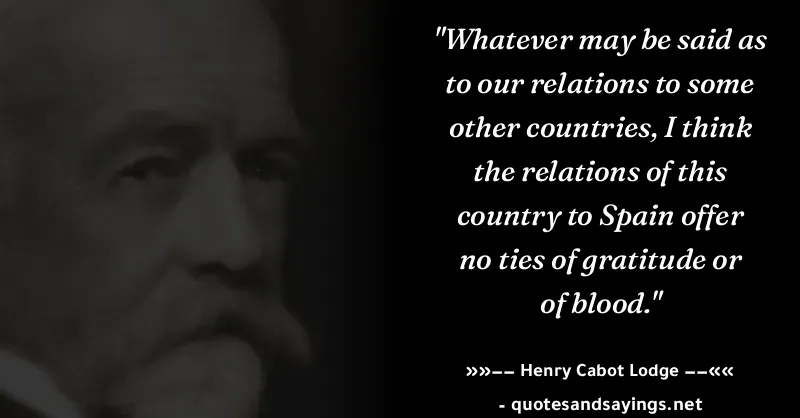 "Whatever may be said as
to our relations to some
other countries, I think
the relations of this
country to Spain offer
no ties of gratitude or
of blood."
»»–– Henry Cabot Lodge ––««
- quotesandsayings.net